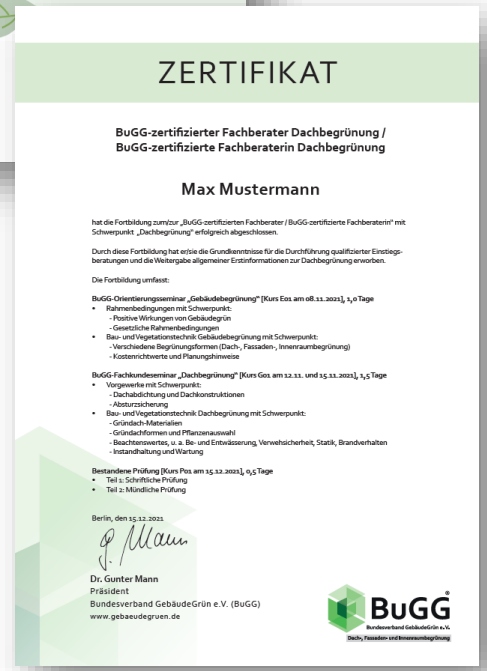 ZERTIFIKAT
BuGG-zertifizierter Fachberater Dachbegrünung /
BuGG-zertifizierte Fachberaterin Dachbegrünung
Max Mustermann
hat die Fortbildung zum/zur „BuGG-zertifizierten Fachberater / BuGG-zertifizierte Fachberaterin“ mit
Schwerpunkt „Dachbegrünung“ erfolgreich abgeschlossen.
Durch diese Fortbildung hat er/sie die Grundkenntnisse für die Durchführung qualifizierter Einstiegs-
beratungen und die Weitergabe allgemeiner Erstinformationen zur Dachbegrünung erworben.
Die Fortbildung umfasst:
BuGG-Orientierungsseminar „Gebäudebegrünung“ [Kurs E01 am 08.11.2021], 1,0 Tage
• Rahmenbedingungen mit Schwerpunkt:
- Positive Wirkungen von Gebäudegrün
- Gesetzliche Rahmenbedingungen
• Bau- und Vegetationstechnik Gebäudebegrünung mit Schwerpunkt:
- Verschiedene Begrünungsformen (Dach-, Fassaden-, Innenraumbegrünung)
- Kostenrichtwerte und Planungshinweise
BuGG-Fachkundeseminar „Dachbegrünung“ [Kurs G01 am 12.11. und 15.11.2021], 1,5 Tage
• Vorgewerke mit Schwerpunkt:
- Dachabdichtung und Dachkonstruktionen
- Absturzsicherung
• Bau- und Vegetationstechnik Dachbegrünung mit Schwerpunkt:
- Gründach-Materialien
- Gründachformen und Pflanzenauswahl
- Beachtenswertes, u. a. Be- und Entwässerung, Verwehsicherheit, Statik, Brandverhalten
- Instandhaltung und Wartung
Bestandene Prüfung [Kurs P01 am 15.12.2021], 0,5 Tage
• Teil 1: Schriftliche Prüfung
• Teil 2: Mündliche Prüfung
Berlin, den 15.12.2021
G. Mann
Dr. Gunter Mann
Präsident
Bundesverband GebäudeGrün e.V. (BuGG)
www.gebaeudegruen.de
BuGG®
Bundesverband GebäudeGrün e.V.
Dach-, Fassaden- und Innenraumbegrünung